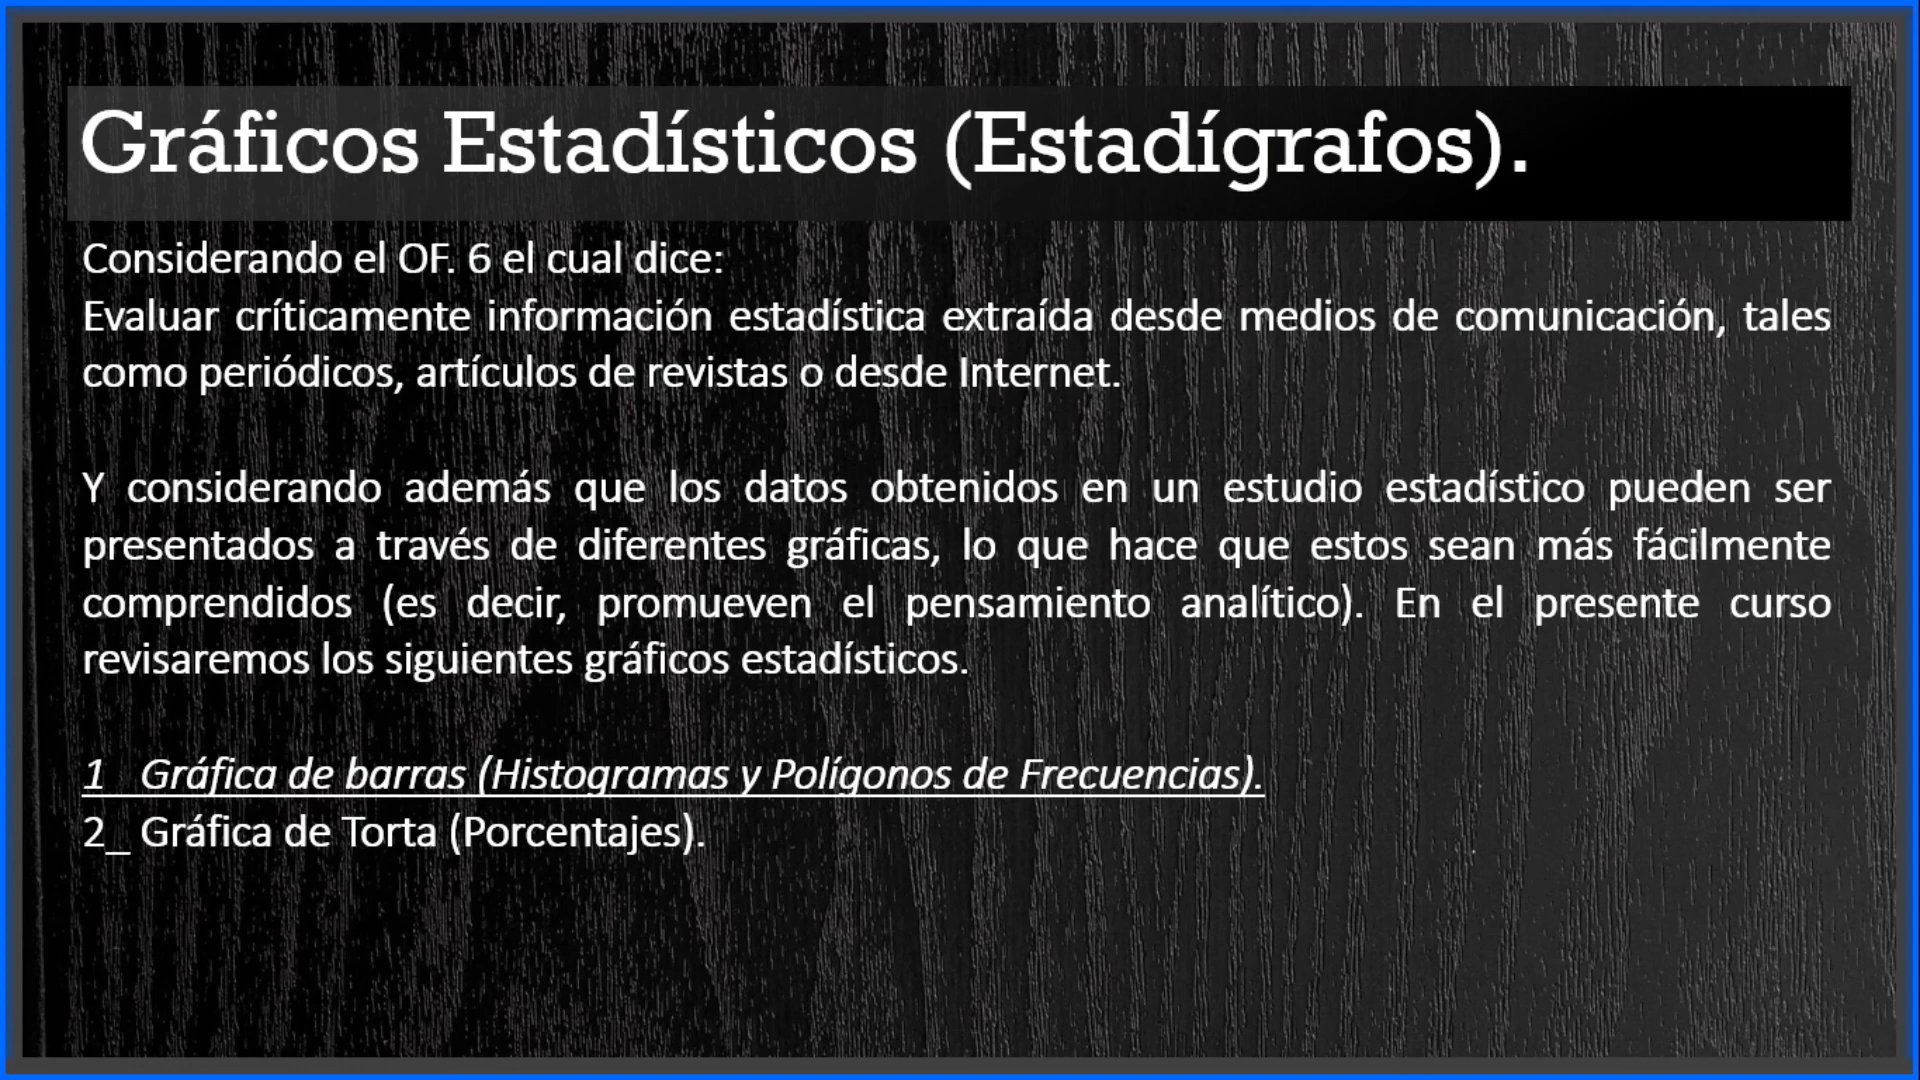 Gráficos Estadísticos (Estadígrafos).
Considerando el OF. 6 el cual dice:
Evaluar críticamente información estadística extraída desde medios de comunicación, tales
como periódicos, artículos de revistas o desde Internet.
Y considerando además que los datos obtenidos en un estudio estadístico pueden ser
presentados a través de diferentes gráficas, lo que hace que estos sean más fácilmente
comprendidos (es decir, promueven el pensamiento analítico). En el presente curso
revisaremos los siguientes gráficos estadísticos.
1_ Gráfica de barras (Histogramas y Polígonos de Frecuencias).
2_ Gráfica de Torta (Porcentajes).